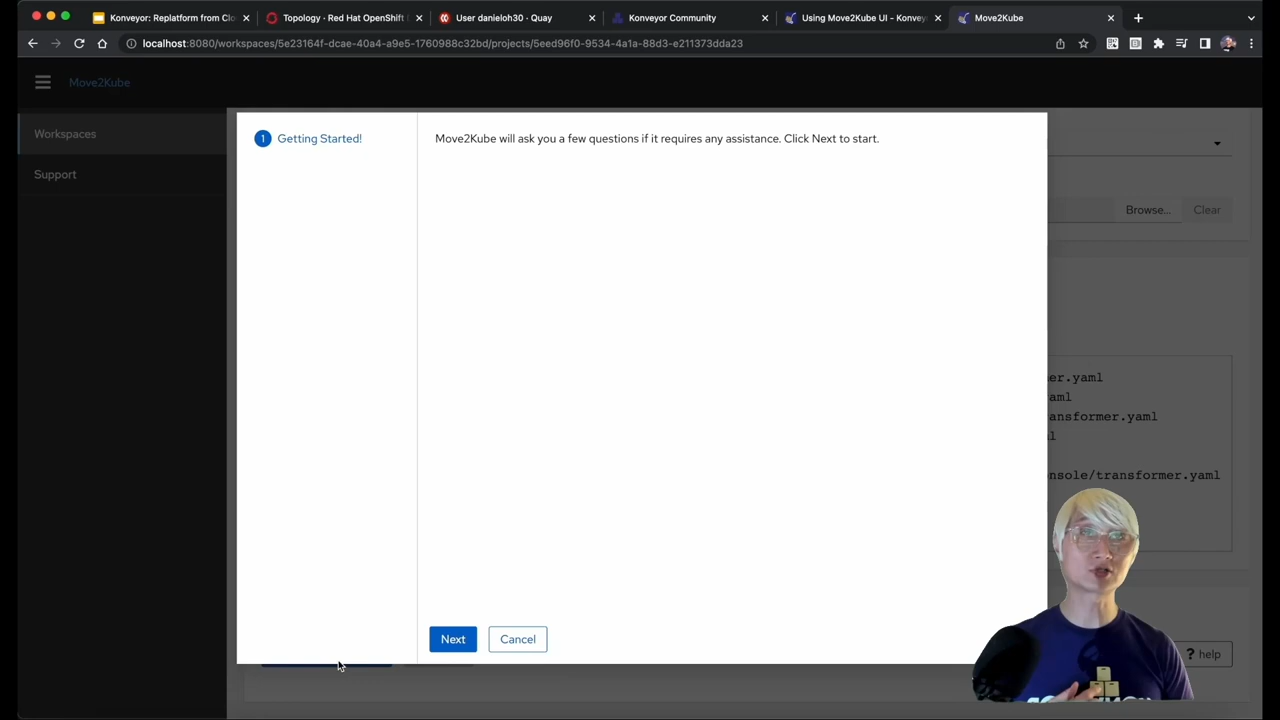 Konveyor: Replatform from Clo
Topology · Red Hat OpenShift
User danieloh30 · Quay
Konveyor Community
Using Move2Kube UI - Konvey
Move2Kube
localhost:8080/workspaces/5e23164f-dcae-40a4-a9e5-1760988c32bd/projects/5eed96f0-9534-4a1a-88d3-e211373dda23
Move2Kube
Workspaces
Support
1 Getting Started!
Move2Kube will ask you a few questions if it requires any assistance. Click Next to start.
Browse...
Clear
er.yaml
aml
ansformer.yaml
l
nsole/transformer.yaml
Next
Cancel
? help